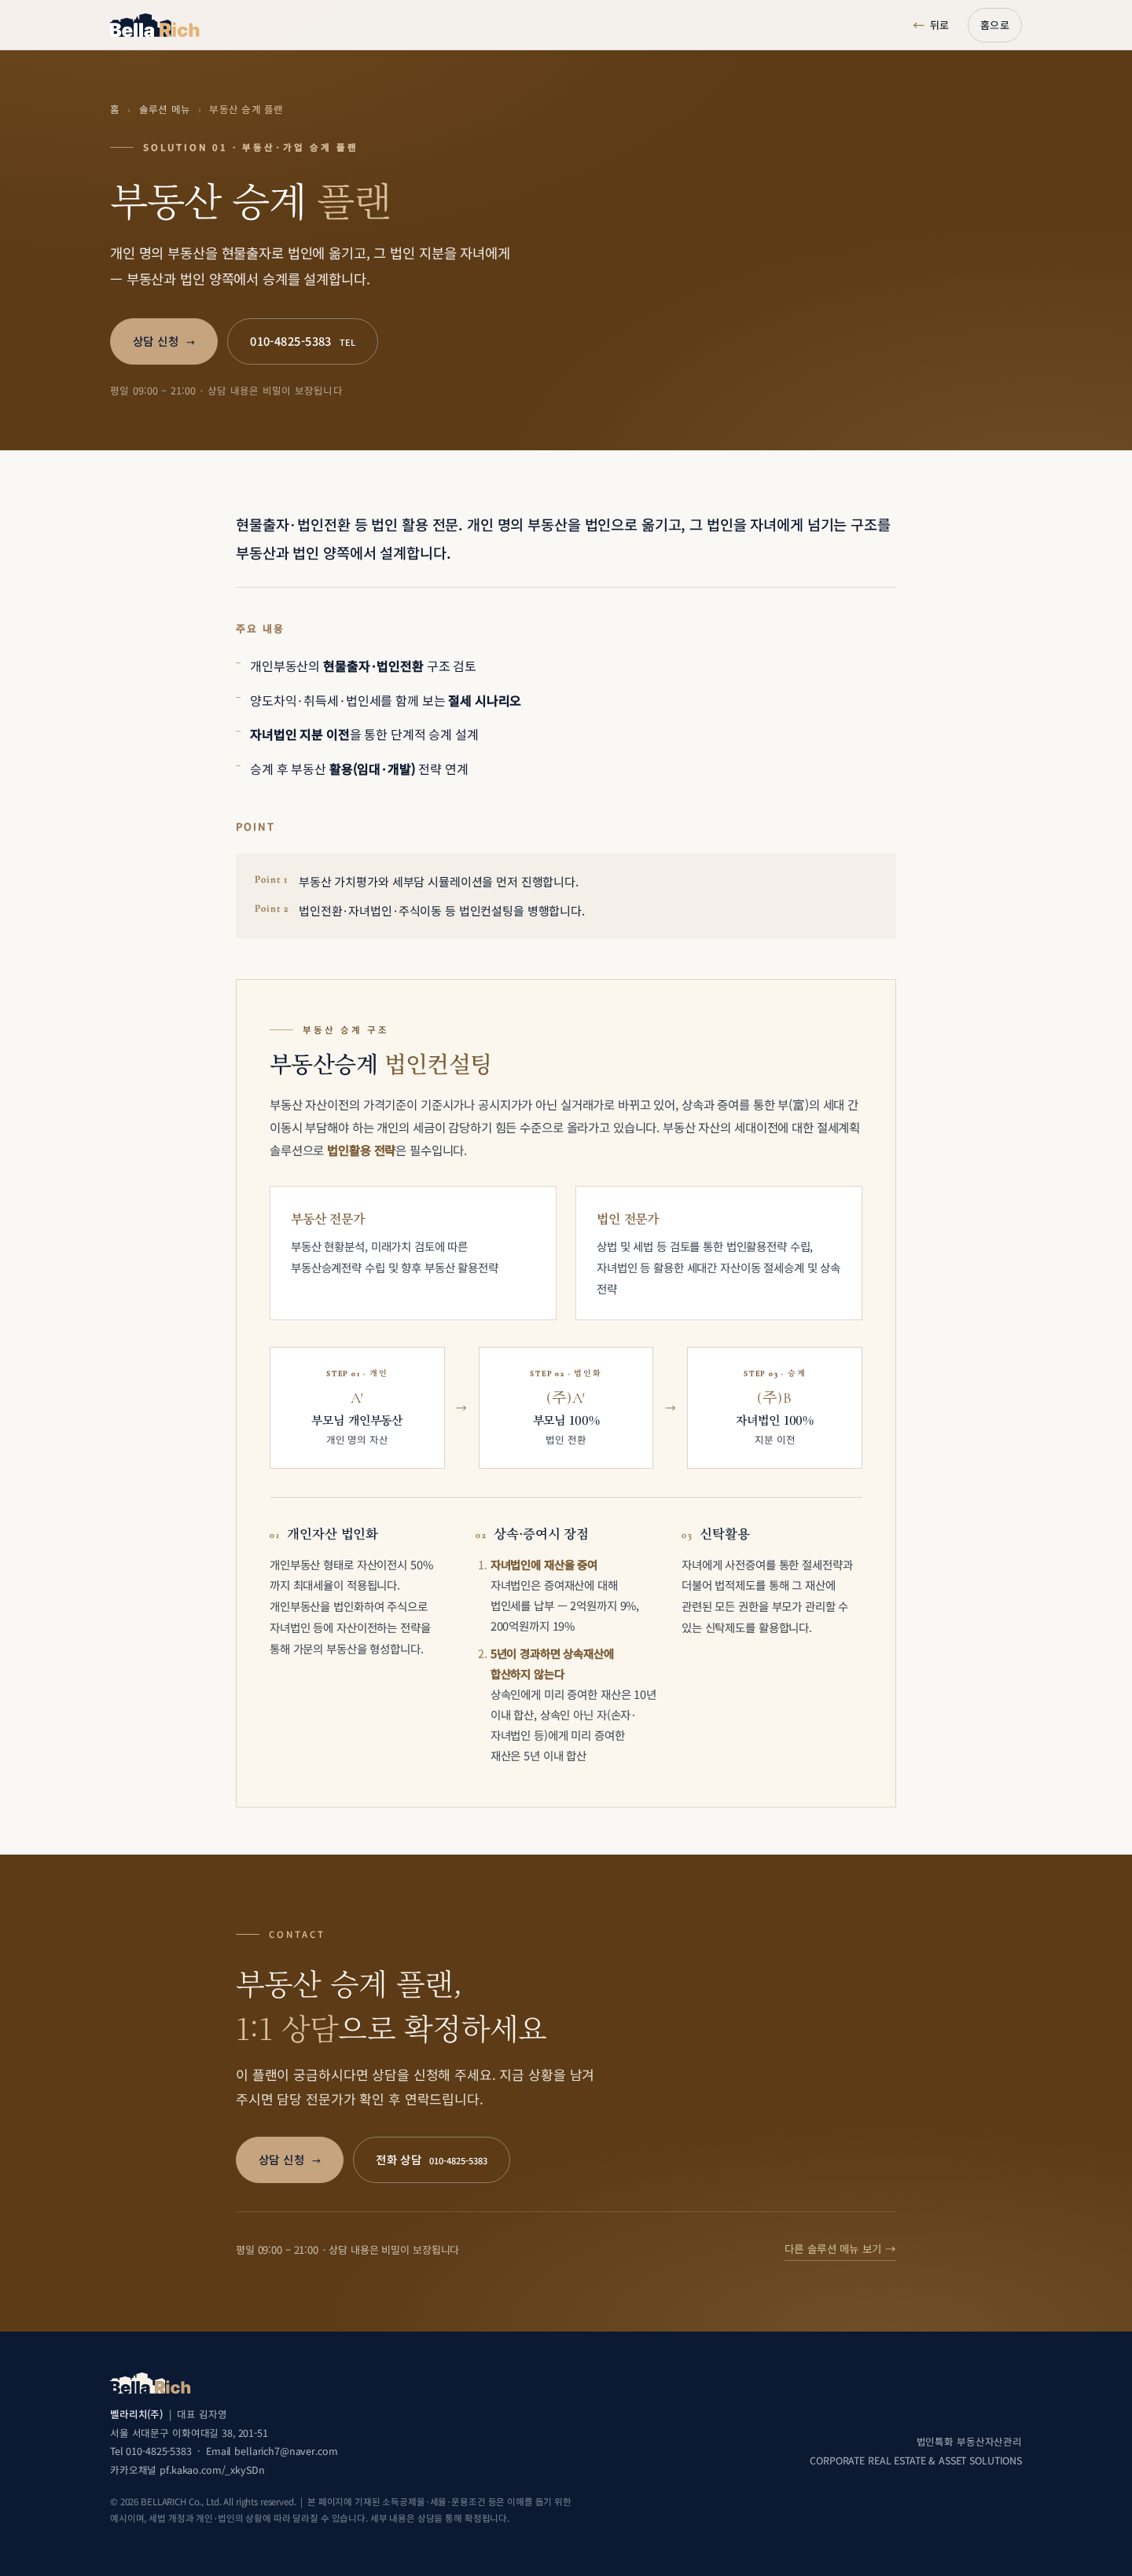 Bella Rich
← 뒤로
홈으로
홈 › 솔루션 메뉴 › 부동산 승계 플랜
SOLUTION 01 · 부동산·가업 승계 플랜
부동산 승계 플랜
개인 명의 부동산을 현물출자로 법인에 옮기고, 그 법인 지분을 자녀에게
— 부동산과 법인 양쪽에서 승계를 설계합니다.
상담 신청 →
010-4825-5383 TEL
평일 09:00 – 21:00 · 상담 내용은 비밀이 보장됩니다
현물출자·법인전환 등 법인 활용 전문. 개인 명의 부동산을 법인으로 옮기고, 그 법인을 자녀에게 넘기는 구조를
부동산과 법인 양쪽에서 설계합니다.
주요 내용
– 개인부동산의 현물출자·법인전환 구조 검토
– 양도차익·취득세·법인세를 함께 보는 절세 시나리오
– 자녀법인 지분 이전을 통한 단계적 승계 설계
– 승계 후 부동산 활용(임대·개발) 전략 연계
POINT
Point 1 부동산 가치평가와 세부담 시뮬레이션을 먼저 진행합니다.
Point 2 법인전환·자녀법인·주식이동 등 법인컨설팅을 병행합니다.
부동산 승계 구조
부동산승계 법인컨설팅
부동산 자산이전의 가격기준이 기준시가나 공시지가가 아닌 실거래가로 바뀌고 있어, 상속과 증여를 통한 부(富)의 세대 간
이동시 부담해야 하는 개인의 세금이 감당하기 힘든 수준으로 올라가고 있습니다. 부동산 자산의 세대이전에 대한 절세계획
솔루션으로 법인활용 전략은 필수입니다.
부동산 전문가
부동산 현황분석, 미래가치 검토에 따른
부동산승계전략 수립 및 향후 부동산 활용전략
법인 전문가
상법 및 세법 등 검토를 통한 법인활용전략 수립,
자녀법인 등 활용한 세대간 자산이동 절세승계 및 상속
전략
STEP 01 · 개인
A'
부모님 개인부동산
개인 명의 자산
→
STEP 02 · 법인화
(주)A'
부모님 100%
법인 전환
→
STEP 03 · 승계
(주)B
자녀법인 100%
지분 이전
01 개인자산 법인화
개인부동산 형태로 자산이전시 50%
까지 최대세율이 적용됩니다.
개인부동산을 법인화하여 주식으로
자녀법인 등에 자산이전하는 전략을
통해 가문의 부동산을 형성합니다.
02 상속·증여시 장점
1. 자녀법인에 재산을 증여
자녀법인은 증여재산에 대해
법인세를 납부 — 2억원까지 9%,
200억원까지 19%
2. 5년이 경과하면 상속재산에
합산하지 않는다
상속인에게 미리 증여한 재산은 10년
이내 합산, 상속인 아닌 자(손자·
자녀법인 등)에게 미리 증여한
재산은 5년 이내 합산
03 신탁활용
자녀에게 사전증여를 통한 절세전략과
더불어 법적제도를 통해 그 재산에
관련된 모든 권한을 부모가 관리할 수
있는 신탁제도를 활용합니다.
CONTACT
부동산 승계 플랜,
1:1 상담으로 확정하세요
이 플랜이 궁금하시다면 상담을 신청해 주세요. 지금 상황을 남겨
주시면 담당 전문가가 확인 후 연락드립니다.
상담 신청 →
전화 상담 010-4825-5383
평일 09:00 – 21:00 · 상담 내용은 비밀이 보장됩니다
다른 솔루션 메뉴 보기 →
Bella Rich
벨라리치(주) | 대표 김자영
서울 서대문구 이화여대길 38, 201-51
Tel 010-4825-5383 · Email bellarich7@naver.com
카카오채널 pf.kakao.com/_xkySDn
법인특화 부동산자산관리
CORPORATE REAL ESTATE & ASSET SOLUTIONS
© 2026 BELLARICH Co., Ltd. All rights reserved. | 본 페이지에 기재된 소득공제율·세율·운용조건 등은 이해를 돕기 위한
예시이며, 세법 개정과 개인·법인의 상황에 따라 달라질 수 있습니다. 세부 내용은 상담을 통해 확정됩니다.